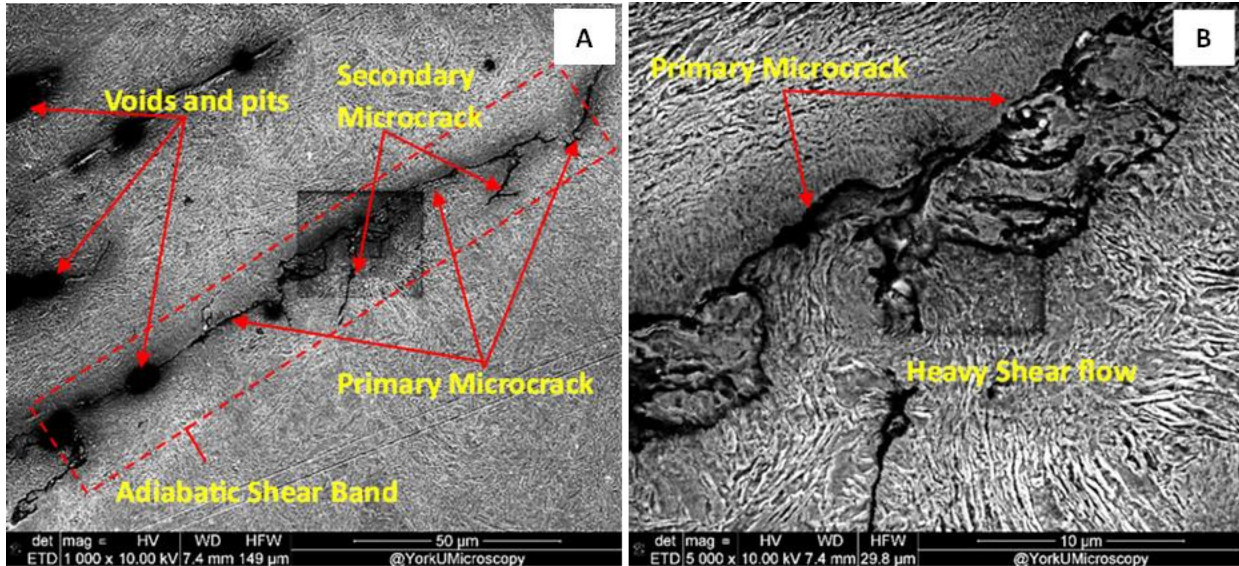 A
Voids and pits
Secondary
Microcrack
Primary Microcrack
Adiabatic Shear Band
det mag HV WD HFW 50 µm
ETD 1 000 x 10.00 kV 7.4 mm 149 µm @YorkUMicroscopy
B
Primary Microcrack
Heavy Shear flow
det mag HV WD HFW 10 µm
ETD 5 000 x 10.00 kV 7.4 mm 29.8 µm @YorkUMicroscopy